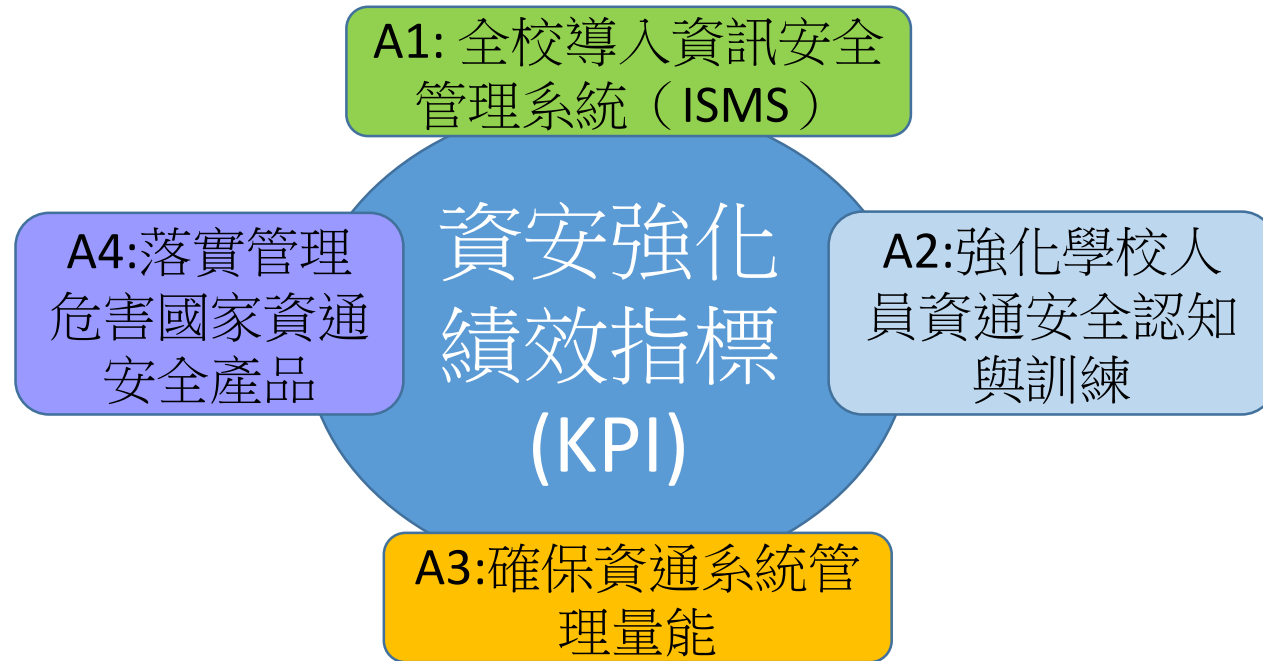 A1: 全校導入資訊安全
管理系統（ISMS）
資安強化
績效指標
(KPI)
A4:落實管理
危害國家資通
安全產品
A2:強化學校人
員資通安全認知
與訓練
A3:確保資通系統管
理量能